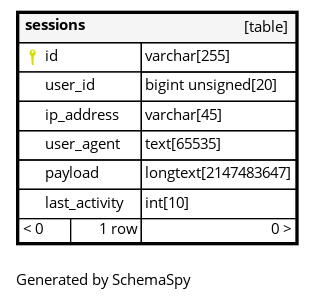 sessions [table]
id varchar[255]
user_id bigint unsigned[20]
ip_address varchar[45]
user_agent text[65535]
payload longtext[2147483647]
last_activity int[10]
< 0 1 row 0 >
Generated by SchemaSpy